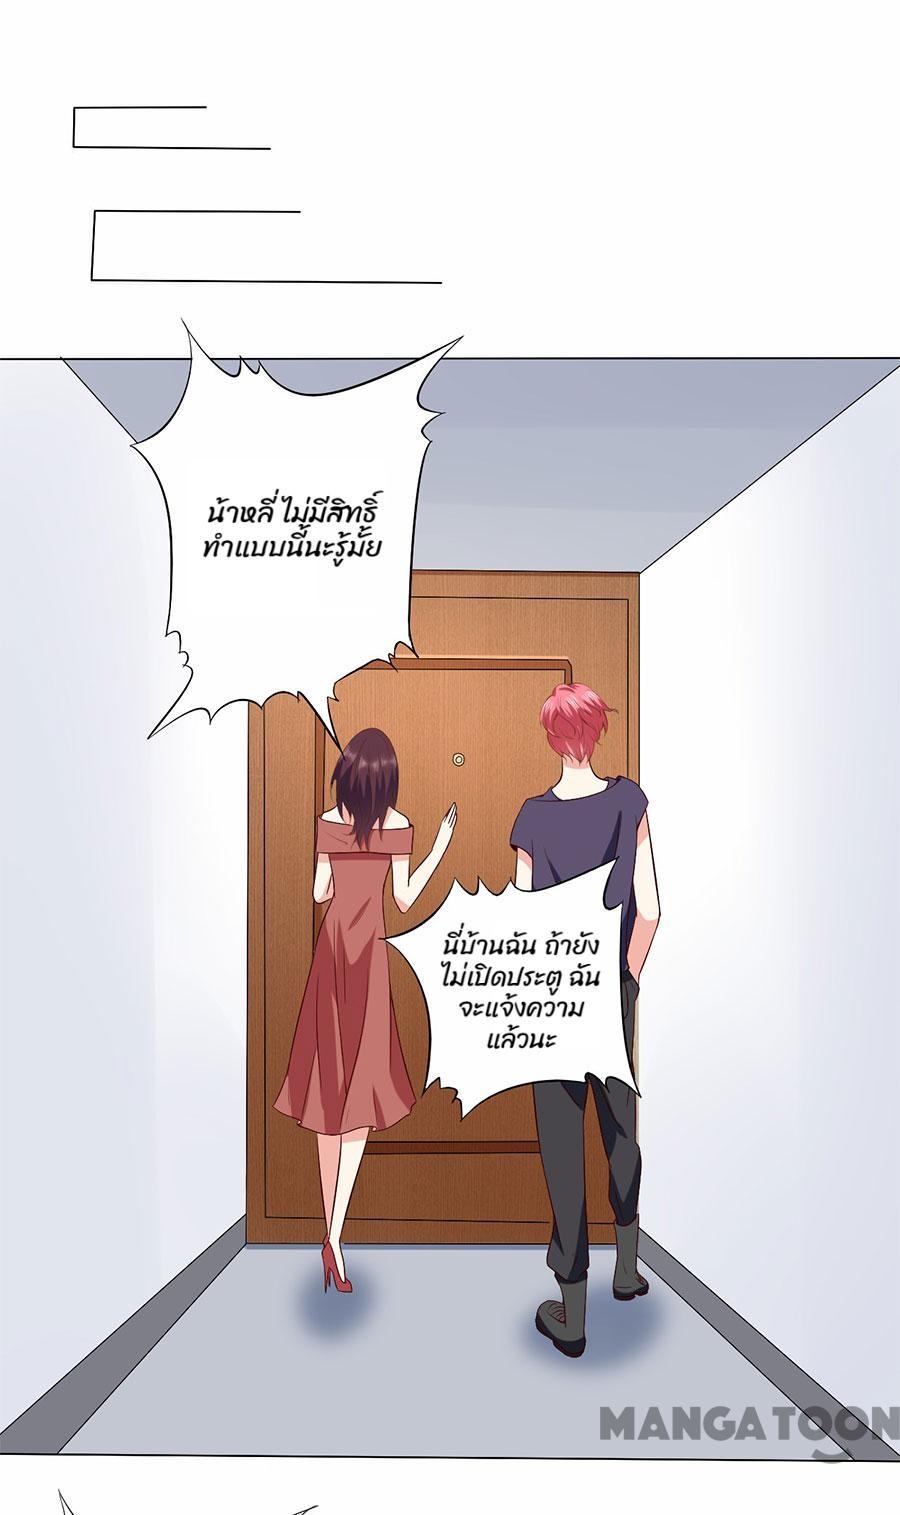 น้าหลี่ ไม่มีสิทธิ์
ทำแบบนี้นะรู้มั้ย
นี่บ้านฉัน ถ้ายัง
ไม่เปิดประตู ฉัน
จะแจ้งความ
แล้วนะ
MANGATOON